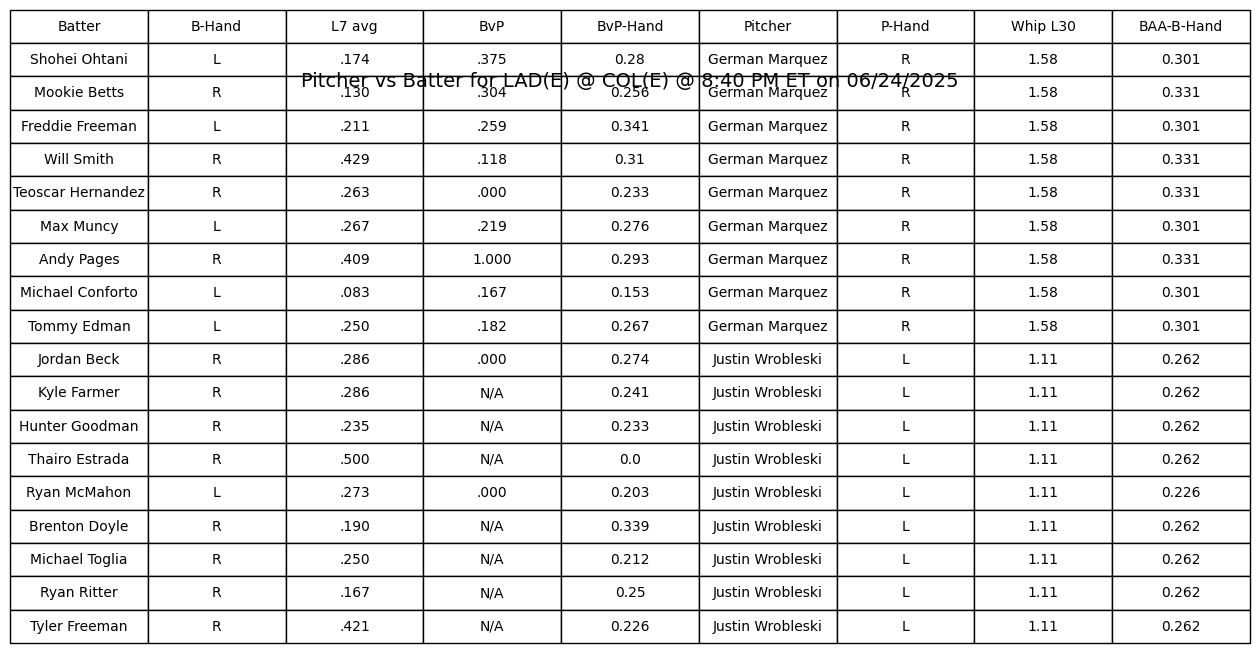 Batter B-Hand L7 avg BvP BvP-Hand Pitcher P-Hand Whip L30 BAA-B-Hand
Shohei Ohtani L .174 .375 0.28 German Marquez R 1.58 0.301
Pitcher vs Batter for LAD(E) @ COL(E) @ 8:40 PM ET on 06/24/2025
Mookie Betts R .130 .304 0.256 German Marquez R 1.58 0.331
Freddie Freeman L .211 .259 0.341 German Marquez R 1.58 0.301
Will Smith R .429 .118 0.31 German Marquez R 1.58 0.331
Teoscar Hernandez R .263 .000 0.233 German Marquez R 1.58 0.331
Max Muncy L .267 .219 0.276 German Marquez R 1.58 0.301
Andy Pages R .409 1.000 0.293 German Marquez R 1.58 0.331
Michael Conforto L .083 .167 0.153 German Marquez R 1.58 0.301
Tommy Edman L .250 .182 0.267 German Marquez R 1.58 0.301
Jordan Beck R .286 .000 0.274 Justin Wrobleski L 1.11 0.262
Kyle Farmer R .286 N/A 0.241 Justin Wrobleski L 1.11 0.262
Hunter Goodman R .235 N/A 0.233 Justin Wrobleski L 1.11 0.262
Thairo Estrada R .500 N/A 0.0 Justin Wrobleski L 1.11 0.262
Ryan McMahon L .273 .000 0.203 Justin Wrobleski L 1.11 0.226
Brenton Doyle R .190 N/A 0.339 Justin Wrobleski L 1.11 0.262
Michael Toglia R .250 N/A 0.212 Justin Wrobleski L 1.11 0.262
Ryan Ritter R .167 N/A 0.25 Justin Wrobleski L 1.11 0.262
Tyler Freeman R .421 N/A 0.226 Justin Wrobleski L 1.11 0.262